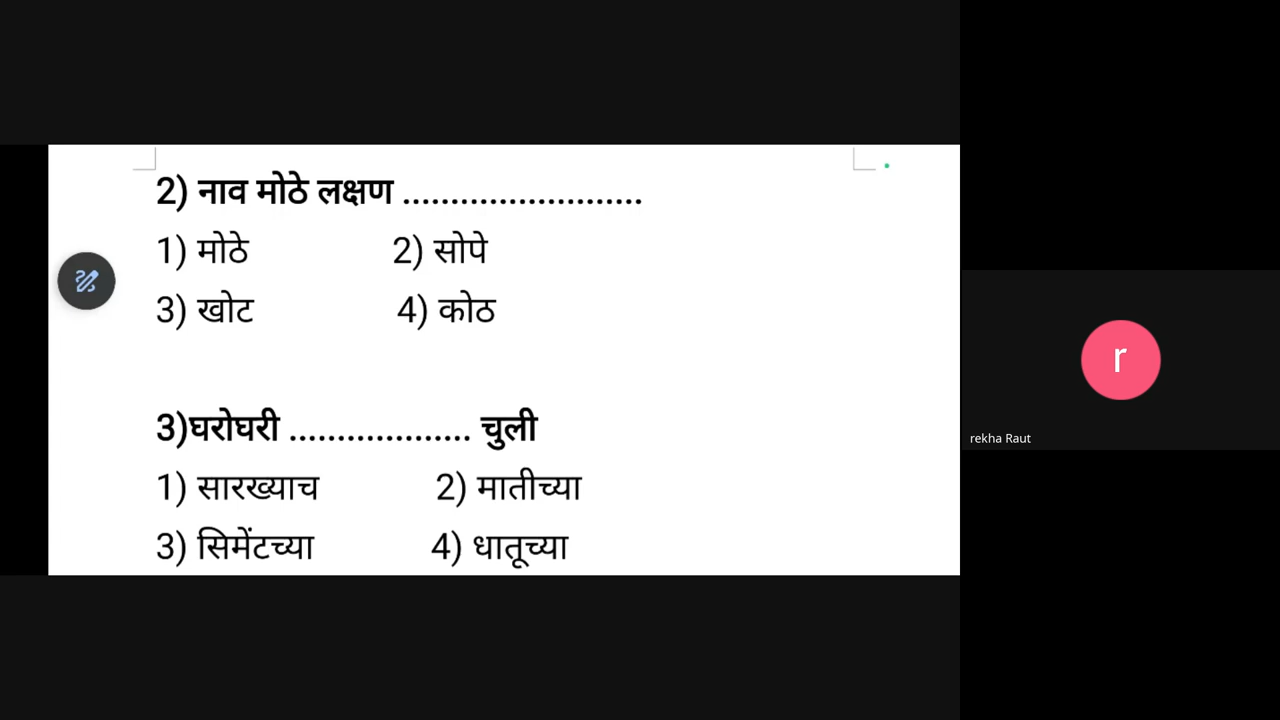 2) नाव मोठे लक्षण .........................
1) मोठे 2) सोपे
3) खोट 4) कोठ
3)घरोघरी ................... चुली
1) सारख्याच 2) मातीच्या
3) सिमेंटच्या 4) धातूच्या
r
rekha Raut